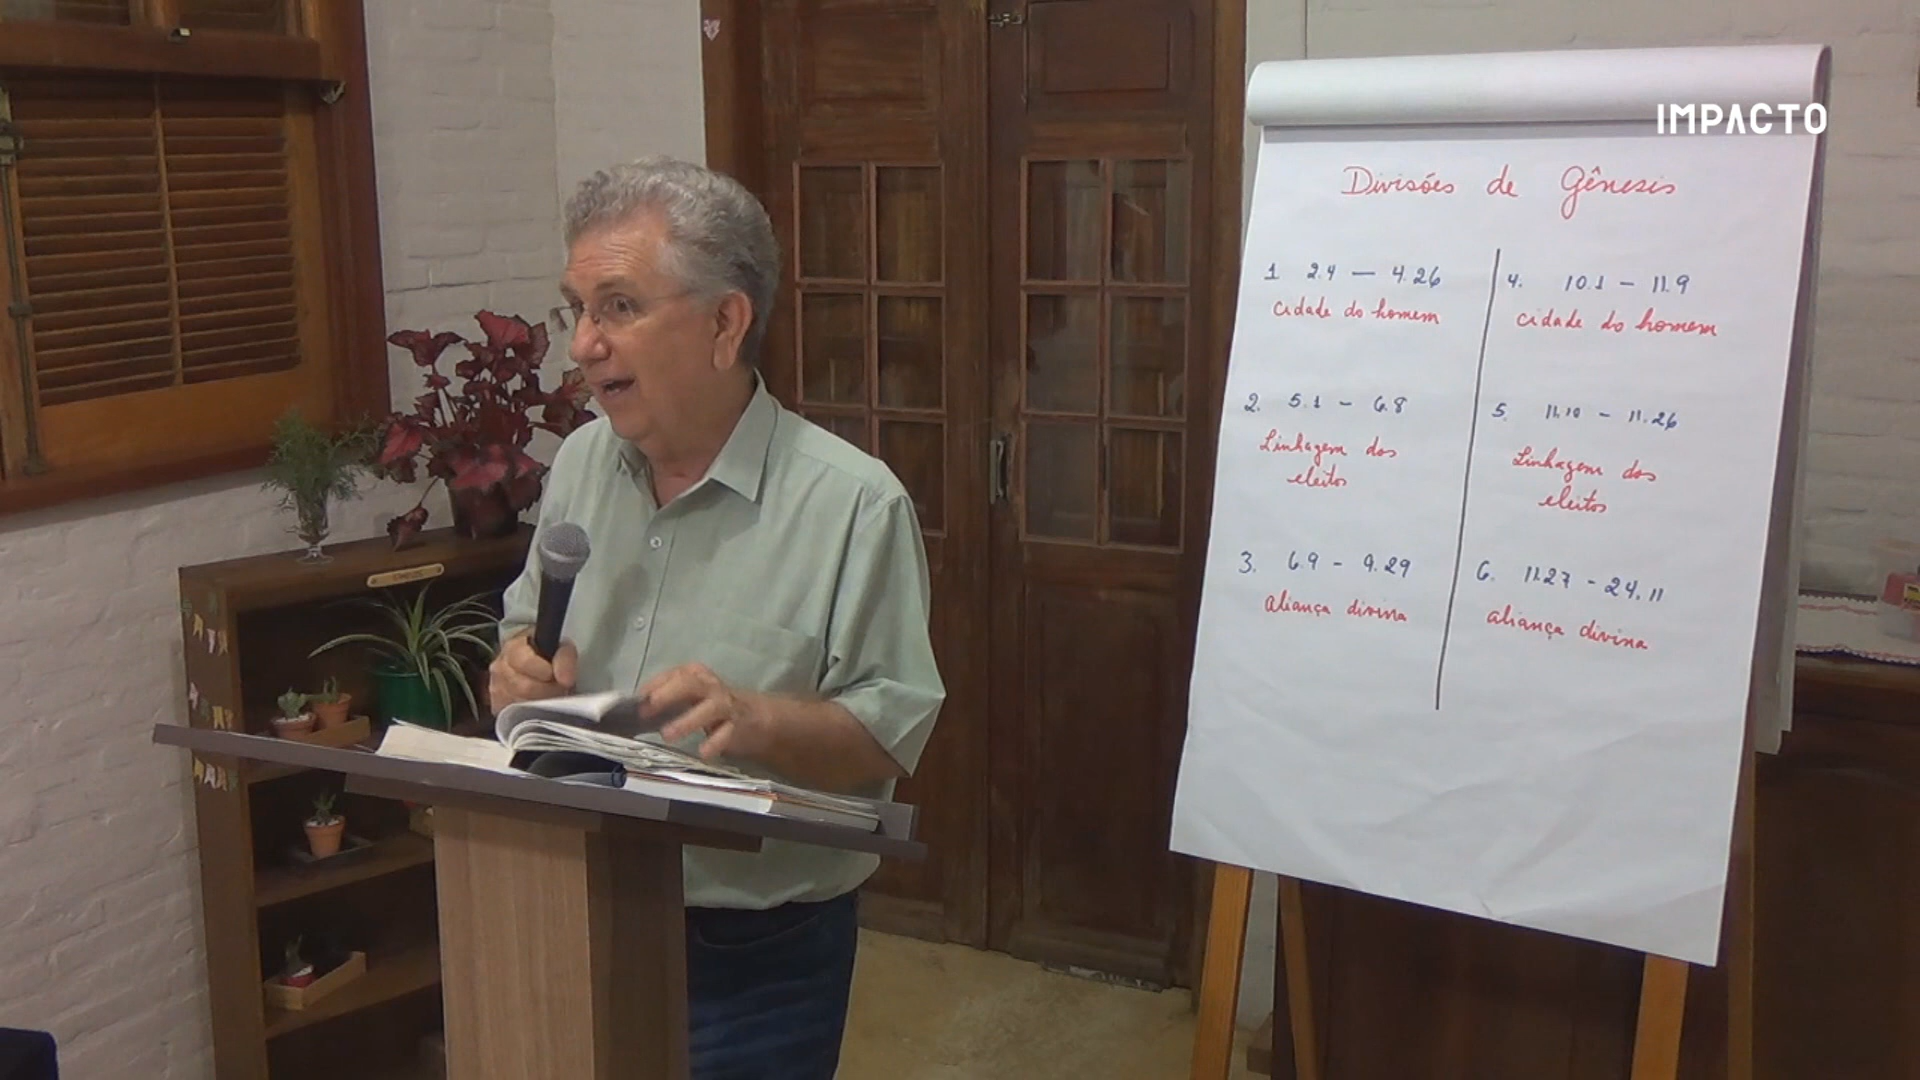 IMPACTO
Divisões de Gênesis
1 2.4 — 4.26
cidade do homem
2. 5.1 - 6.8
Linhagem dos
eleitos
3. 6.9 - 9.29
aliança divina
4. 10.1 - 11.9
cidade do homem
5. 11.10 - 11.26
Linhagem dos
eleitos
6. 11.27 - 24.11
aliança divina